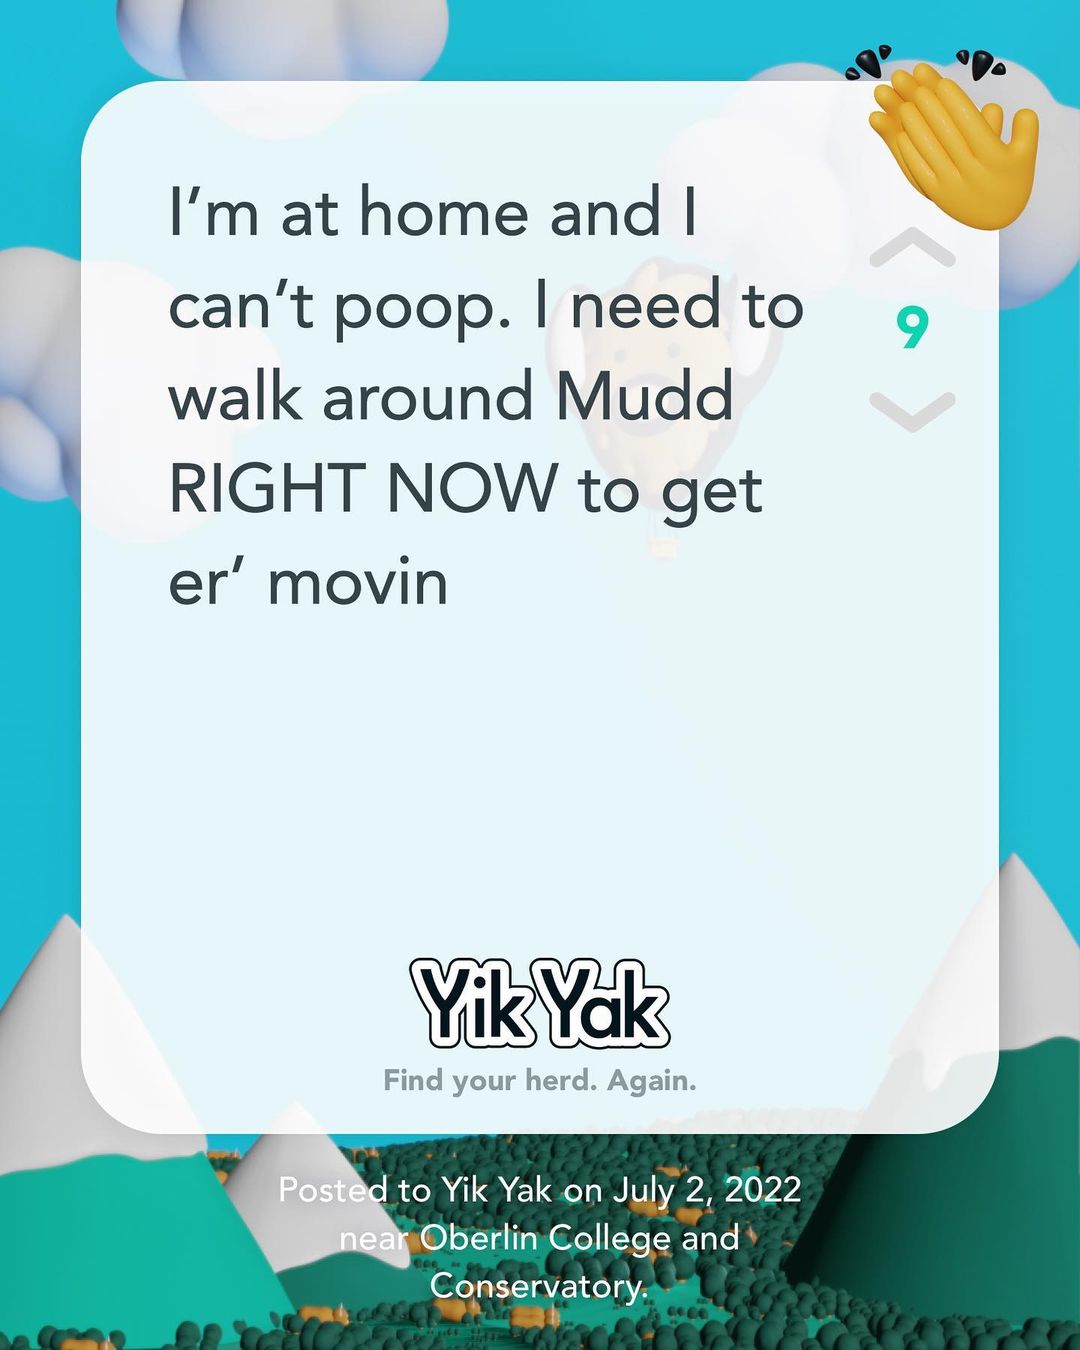 I’m at home and I
can’t poop. I need to
walk around Mudd
RIGHT NOW to get
er’ movin
9
Yik Yak
Find your herd. Again.
Posted to Yik Yak on July 2, 2022
near Oberlin College and
Conservatory.